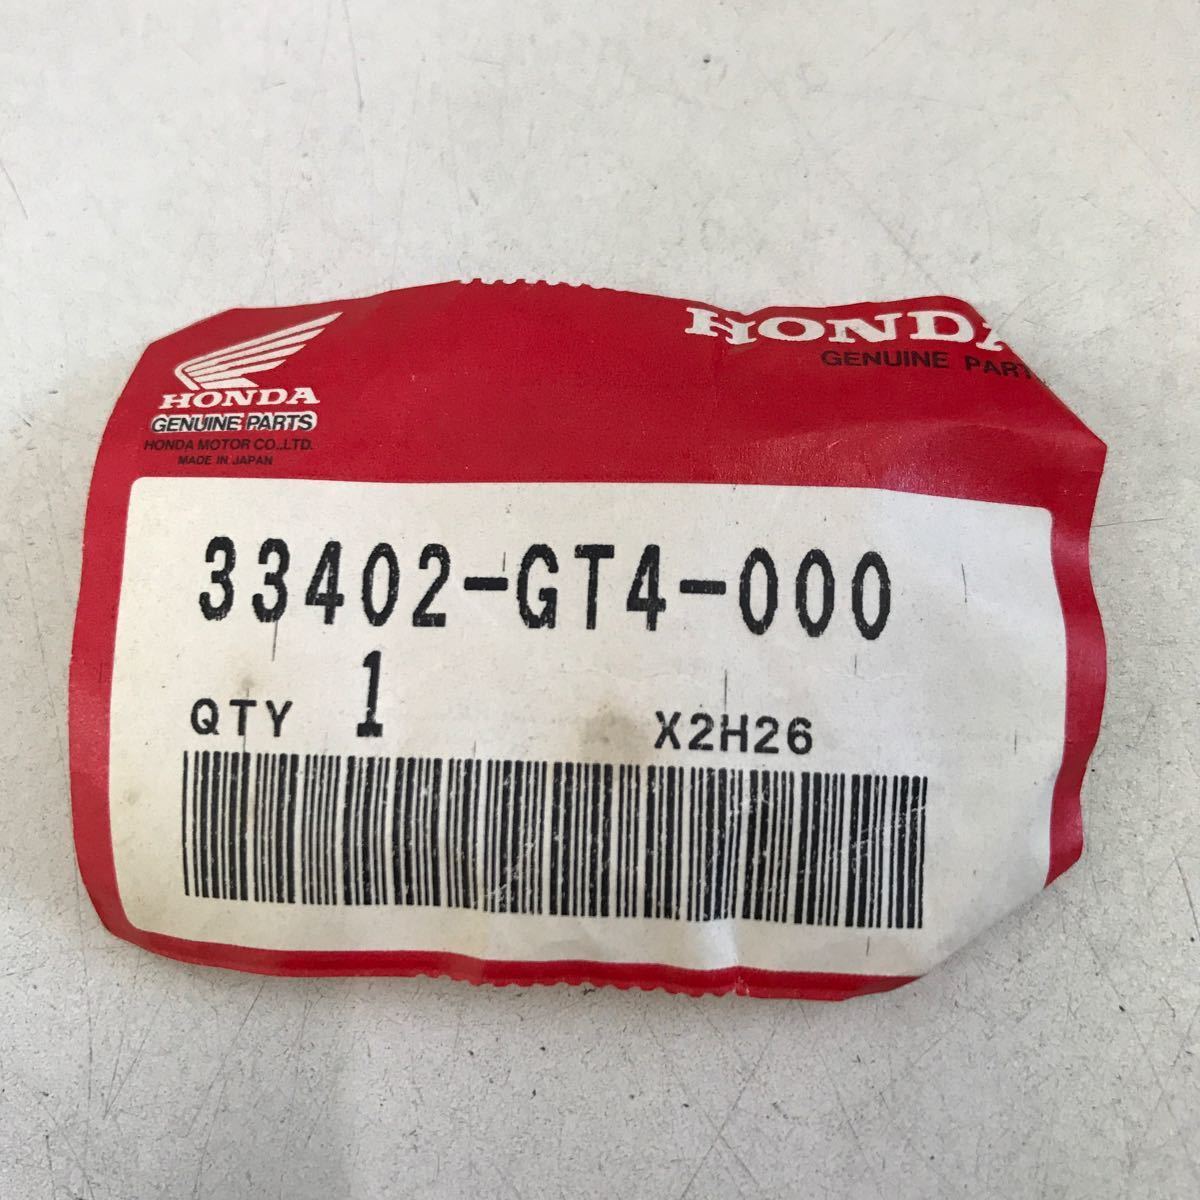 HONDA
GENUINE PARTS
HONDA MOTOR CO.,LTD.
MADE IN JAPAN
HONDA
GENUINE PART
33402-GT4-000
QTY 1 X2H26